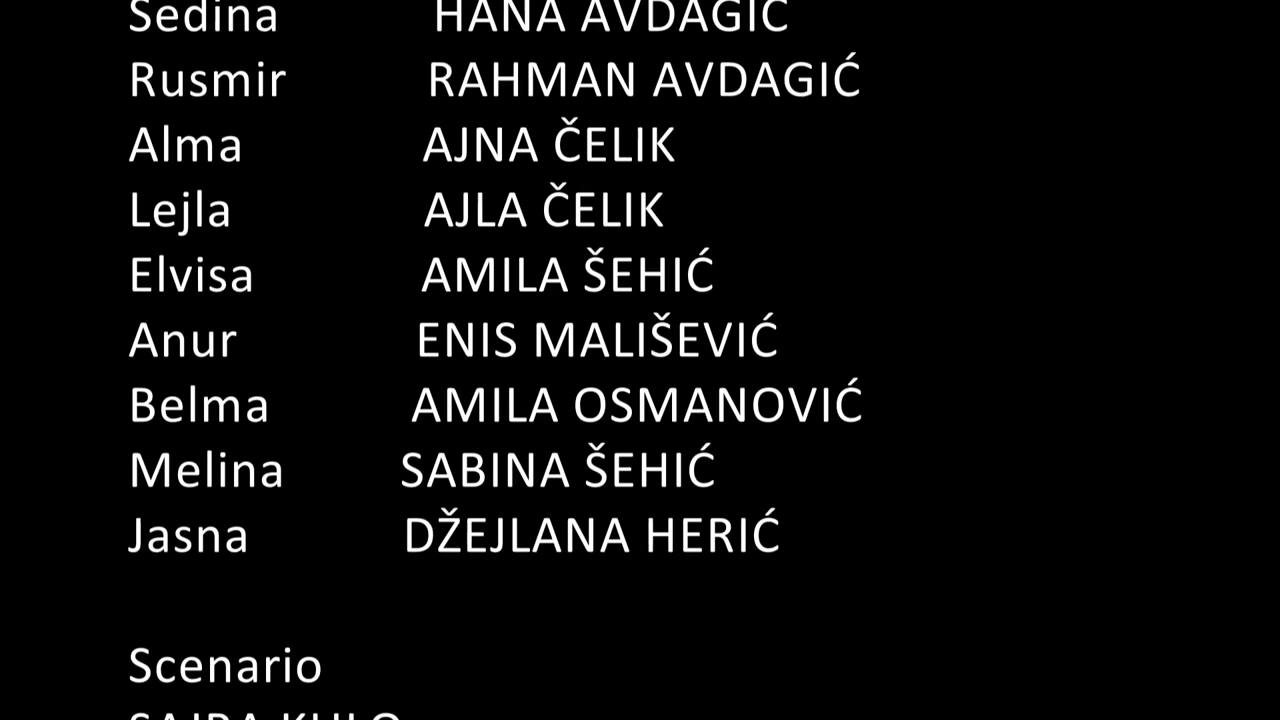 Sedina HANA AVDAGIĆ
Rusmir RAHMAN AVDAGIĆ
Alma AJNA ČELIK
Lejla AJLA ČELIK
Elvisa AMILA ŠEHIĆ
Anur ENIS MALIŠEVIĆ
Belma AMILA OSMANOVIĆ
Melina SABINA ŠEHIĆ
Jasna DŽEJLANA HERIĆ
Scenario